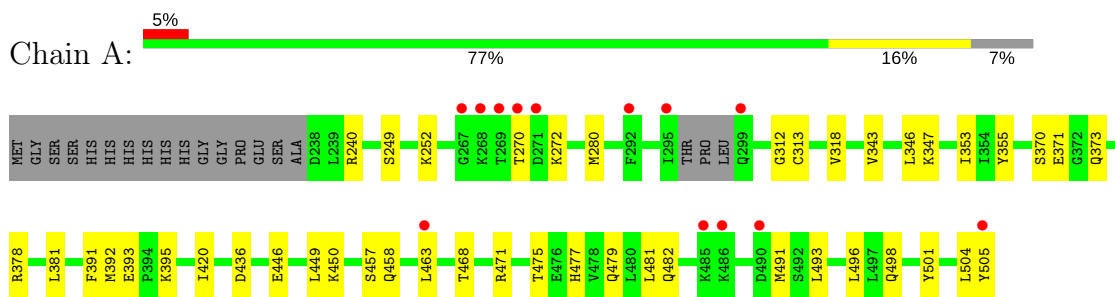 5%
Chain A:
77% 16% 7%
MET GLY SER SER HIS HIS HIS HIS HIS HIS GLY GLY PRO GLU SER ALA D238 L239 R240 S249 K252 G267 K268 T269 T270 D271 K272 M280 F292 I295 THR PRO LEU Q299 G312 C313 V318 V343 L346 K347 I353 I354 Y355 S370 E371 G372 Q373
R378 L381 F391 M392 E393 P394 K395 I420 D436 E446 L449 K450 S457 Q458 L463 T468 R471 T475 E476 H477 V478 Q479 L480 L481 Q482 K485 K486 D490 M491 S492 L493 L496 L497 Q498 Y501 L504 Y505